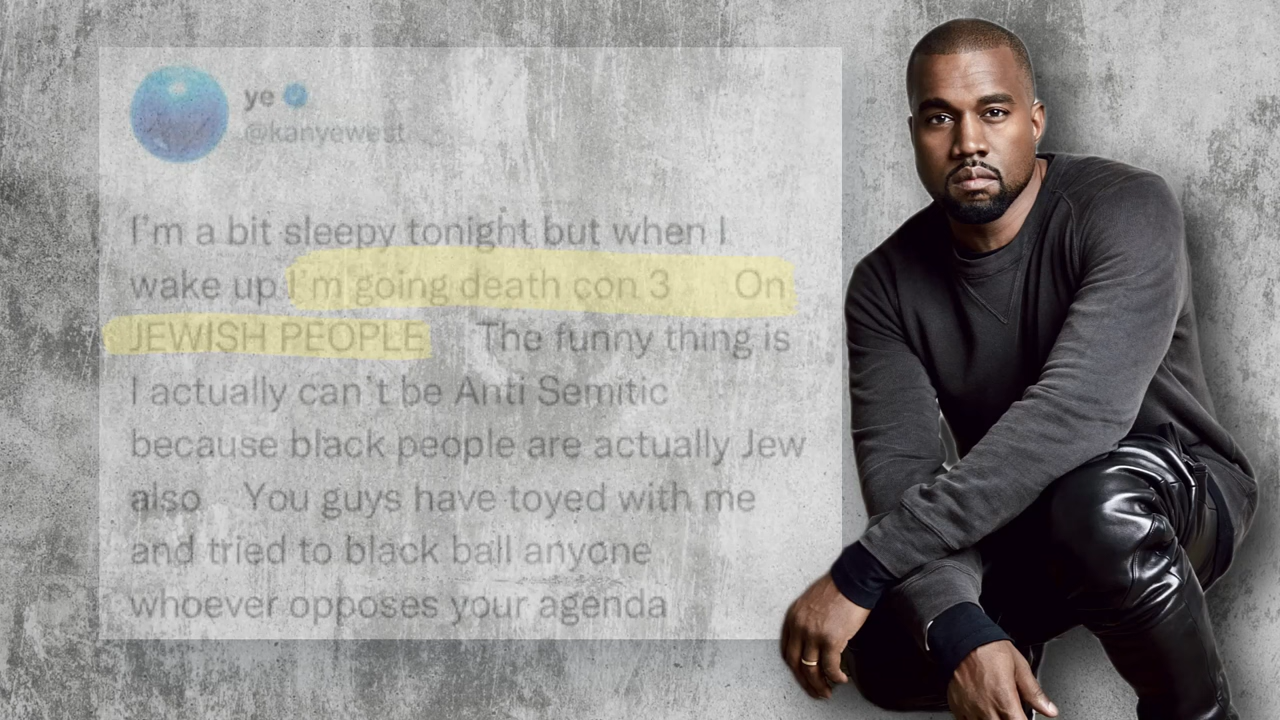 ye
@kanyewest
I'm a bit sleepy tonight but when I
wake up I'm going death con 3 On
JEWISH PEOPLE The funny thing is
I actually can't be Anti Semitic
because black people are actually Jew
also You guys have toyed with me
and tried to black ball anyone
whoever opposes your agenda